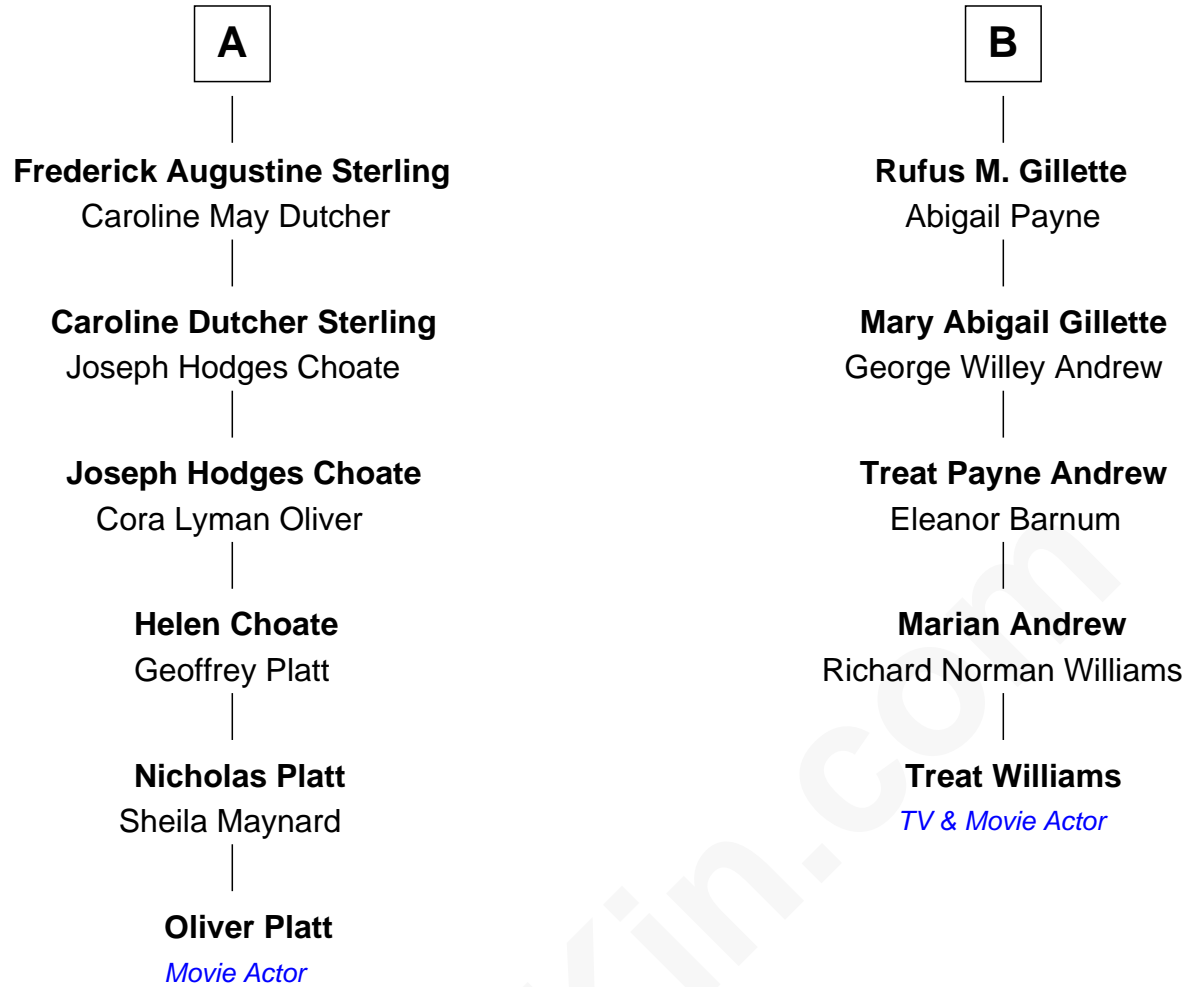 A
Frederick Augustine Sterling
Caroline May Dutcher
Caroline Dutcher Sterling
Joseph Hodges Choate
Joseph Hodges Choate
Cora Lyman Oliver
Helen Choate
Geoffrey Platt
Nicholas Platt
Sheila Maynard
Oliver Platt
Movie Actor
B
Rufus M. Gillette
Abigail Payne
Mary Abigail Gillette
George Willey Andrew
Treat Payne Andrew
Eleanor Barnum
Marian Andrew
Richard Norman Williams
Treat Williams
TV & Movie Actor
Kin.com